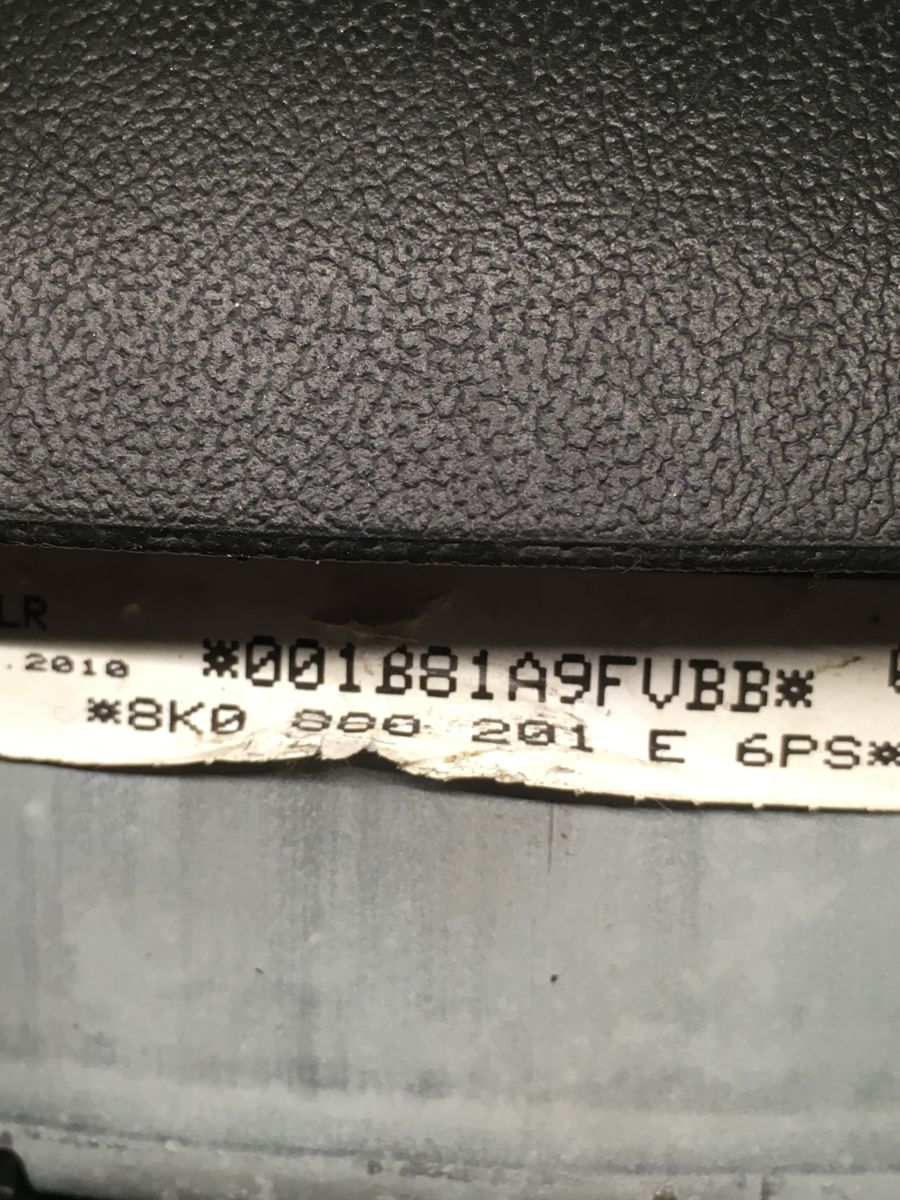 LR
.2010 *001B81A9FVBB*
*8K0 880 201 E 6PS*